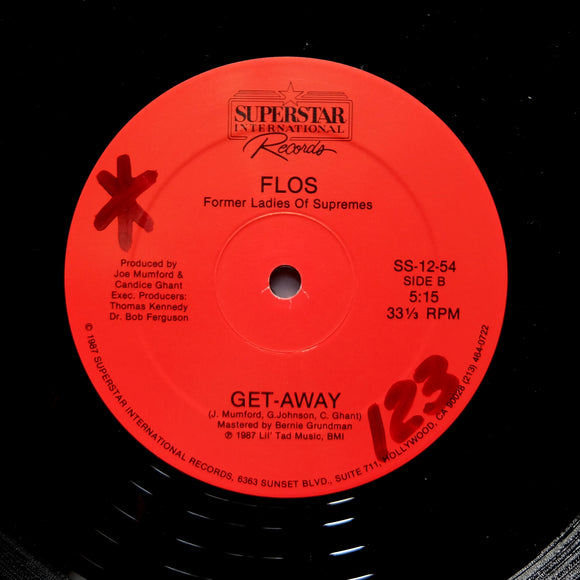 SUPERSTAR
INTERNATIONAL
Records
FLOS
Former Ladies Of Supremes
*
Produced by
Joe Mumford &
Candice Ghant
Exec. Producers:
Thomas Kennedy
Dr. Bob Ferguson
SS-12-54
SIDE B
5:15
33⅓ RPM
GET-AWAY
(J. Mumford, G.Johnson, C. Ghant)
Mastered by Bernie Grundman
℗ 1987 Lil' Tad Music, BMI
123
© 1987 SUPERSTAR INTERNATIONAL RECORDS, 6363 SUNSET BLVD., SUITE 711, HOLLYWOOD, CA 90028 (213) 464-0722